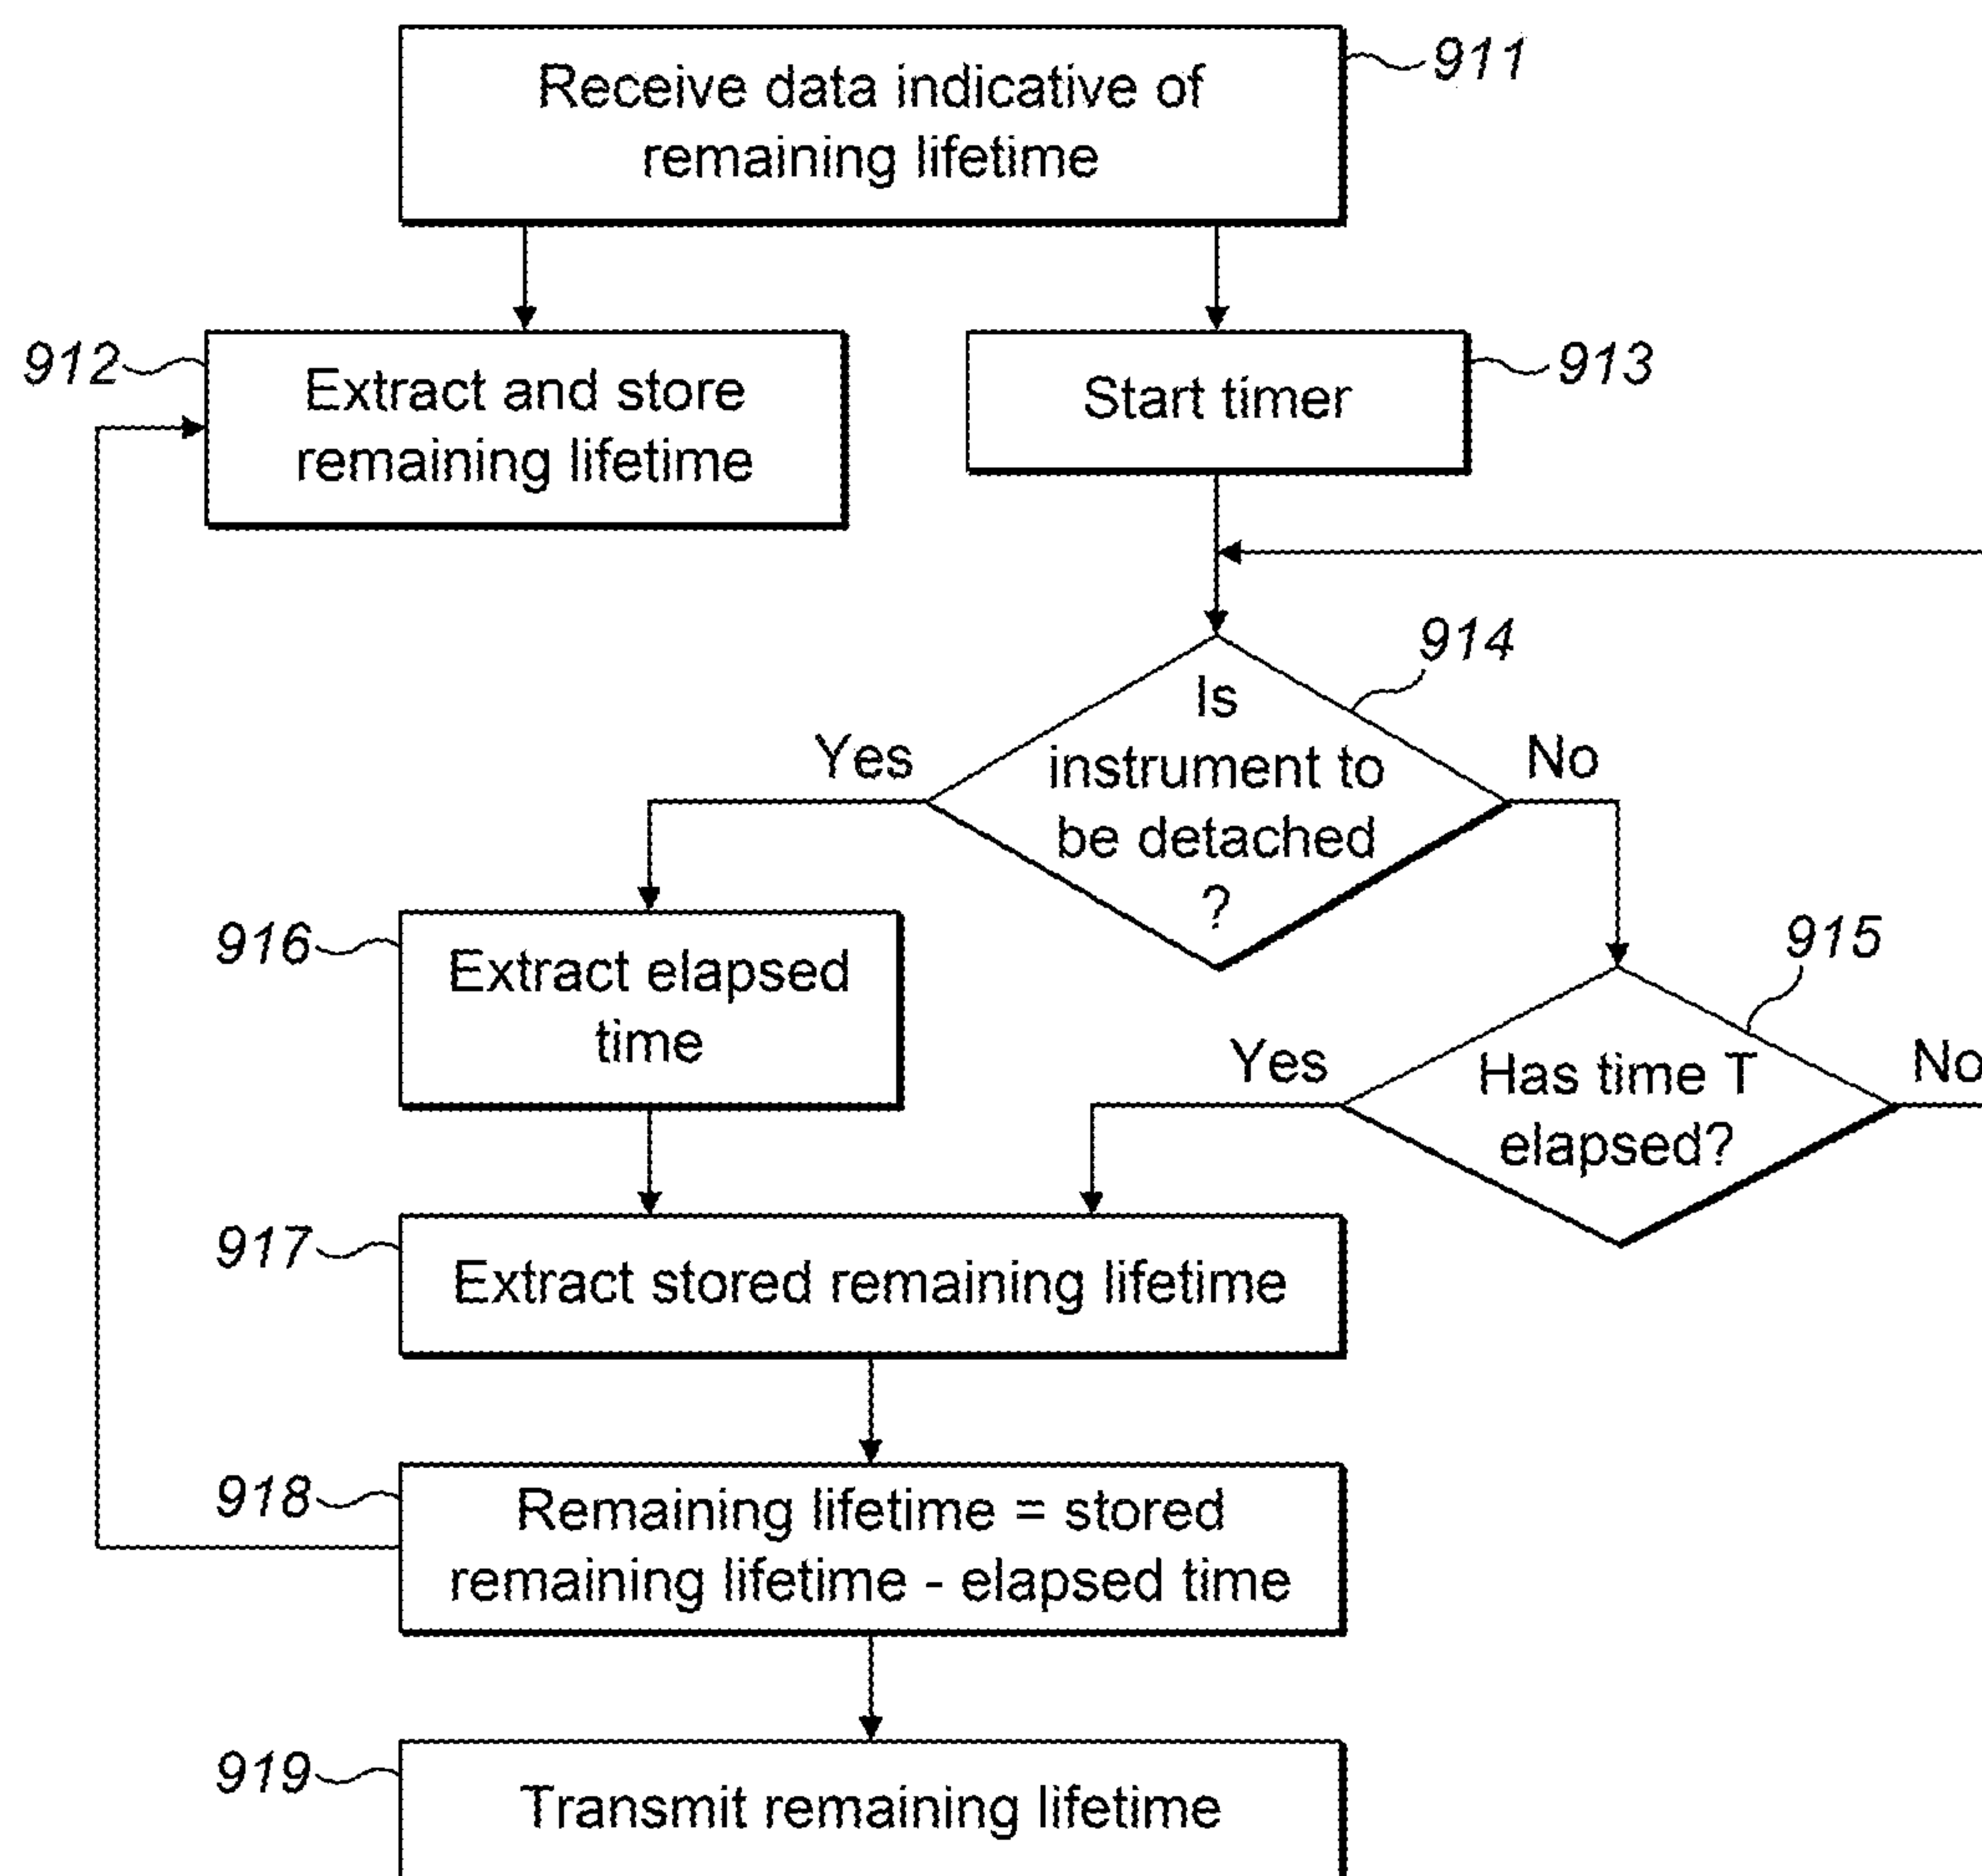 Receive data indicative of
remaining lifetime
911
912
Extract and store
remaining lifetime
Start timer
913
914
Is
instrument to
be detached
?
Yes
No
916
Extract elapsed
time
915
Has time T
elapsed?
Yes
No
917
Extract stored remaining lifetime
918
Remaining lifetime = stored
remaining lifetime - elapsed time
919
Transmit remaining lifetime